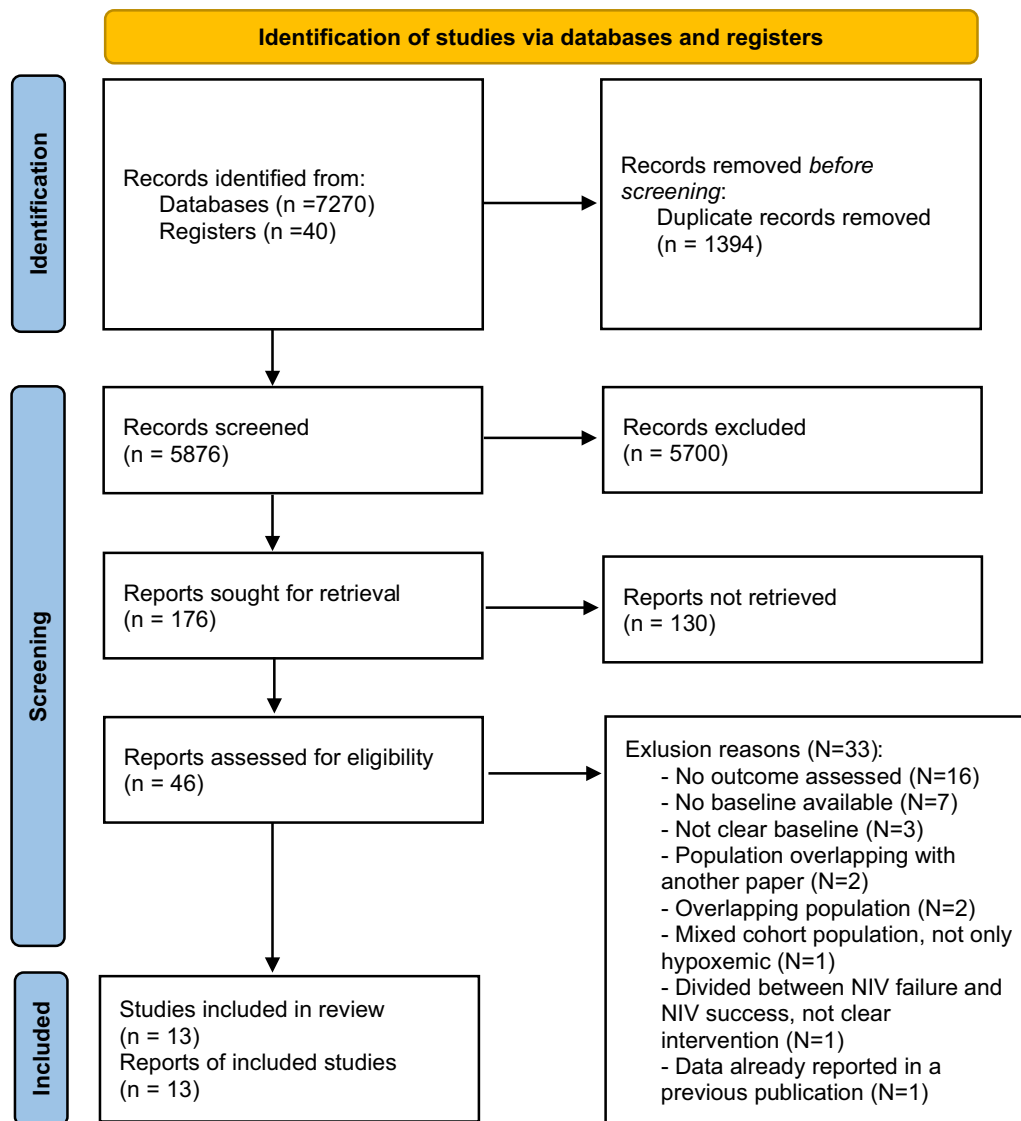 Identification of studies via databases and registers
Identification
Records identified from:
Databases (n =7270)
Registers (n =40)
Records removed before
screening:
Duplicate records removed
(n = 1394)
Screening
Records screened
(n = 5876)
Records excluded
(n = 5700)
Reports sought for retrieval
(n = 176)
Reports not retrieved
(n = 130)
Reports assessed for eligibility
(n = 46)
Exlusion reasons (N=33):
- No outcome assessed (N=16)
- No baseline available (N=7)
- Not clear baseline (N=3)
- Population overlapping with
another paper (N=2)
- Overlapping population (N=2)
- Mixed cohort population, not only
hypoxemic (N=1)
- Divided between NIV failure and
NIV success, not clear
intervention (N=1)
- Data already reported in a
previous publication (N=1)
Included
Studies included in review
(n = 13)
Reports of included studies
(n = 13)